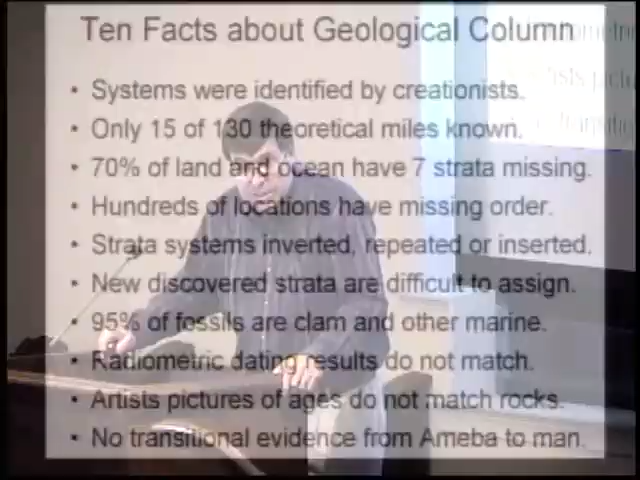 Ten Facts about Geological Column
• Systems were identified by creationists.
• Only 15 of 130 theoretical miles known.
• 70% of land and ocean have 7 strata missing.
• Hundreds of locations have missing order.
• Strata systems inverted, repeated or inserted.
• New discovered strata are difficult to assign.
• 95% of fossils are clam and other marine.
• Radiometric dating results do not match.
• Artists pictures of ages do not match rocks.
• No transitional evidence from Ameba to man.